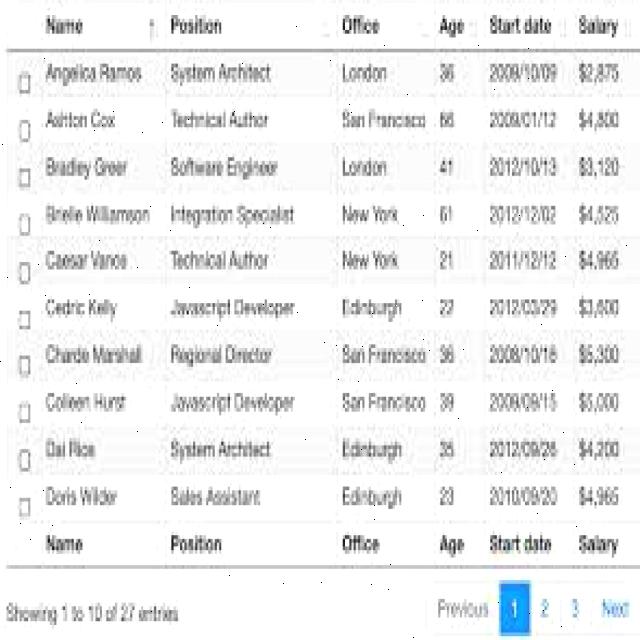 Name Position Office Age Start date Salary
Angelica Ramos System Architect London 36 2009/10/09 $2,875
Ashton Cox Technical Author San Francisco 66 2009/01/12 $4,800
Bradley Greer Software Engineer London 41 2012/10/13 $3,120
Brielle Williamson Integration Specialist New York 61 2012/12/02 $4,525
Caesar Vance Technical Author New York 21 2011/12/12 $4,965
Cedric Kelly Javascript Developer Edinburgh 22 2012/03/29 $3,600
Charde Marshall Regional Director San Francisco 36 2008/10/16 $5,300
Colleen Hurst Javascript Developer San Francisco 39 2009/09/15 $5,000
Dai Rios System Architect Edinburgh 35 2012/09/26 $4,200
Doris Wilder Sales Assistant Edinburgh 23 2010/09/20 $4,965
Name Position Office Age Start date Salary
Showing 1 to 10 of 27 entries Previous 1 2 3 Next